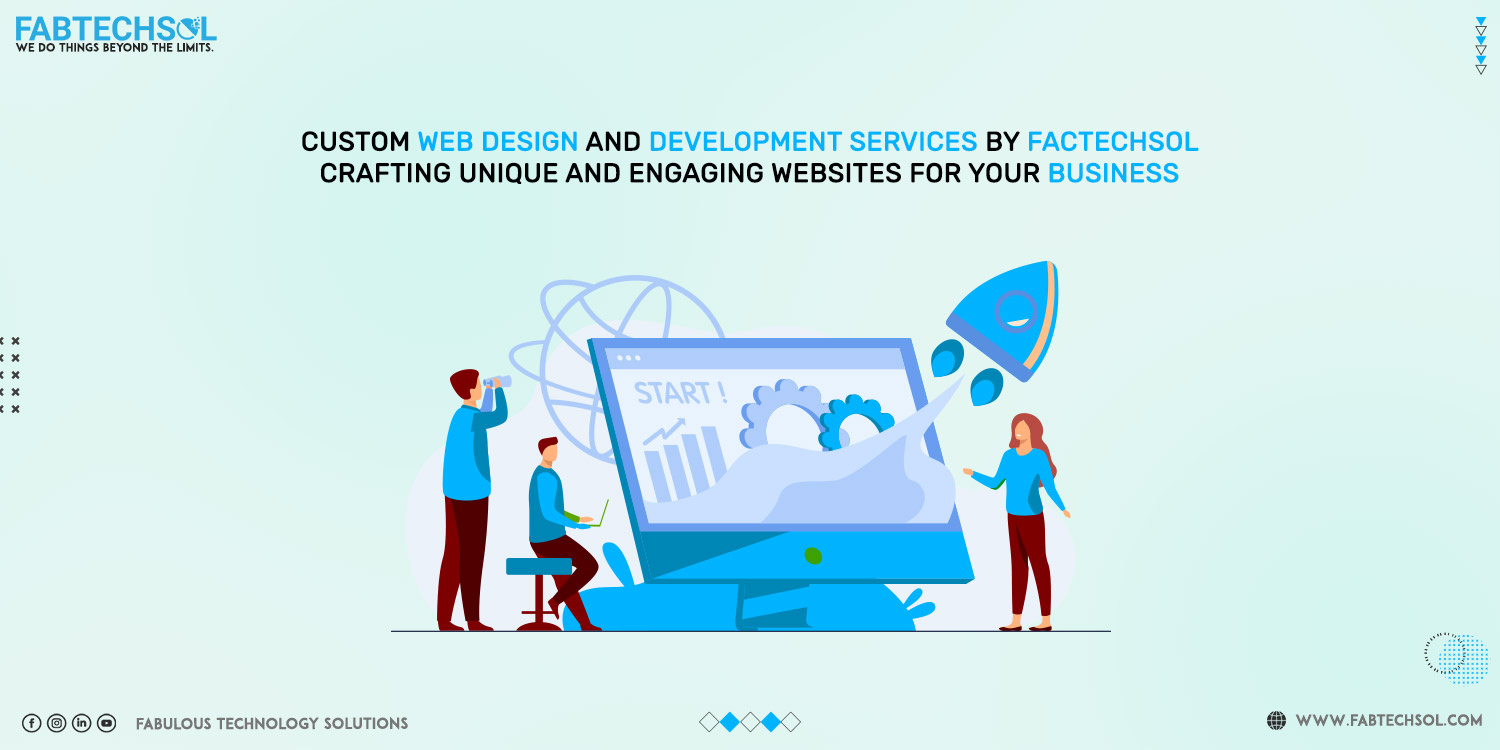 FABTECHSOL
WE DO THINGS BEYOND THE LIMITS.
CUSTOM WEB DESIGN AND DEVELOPMENT SERVICES BY FACTECHSOL
CRAFTING UNIQUE AND ENGAGING WEBSITES FOR YOUR BUSINESS
START !
FABULOUS TECHNOLOGY SOLUTIONS
WWW.FABTECHSOL.COM